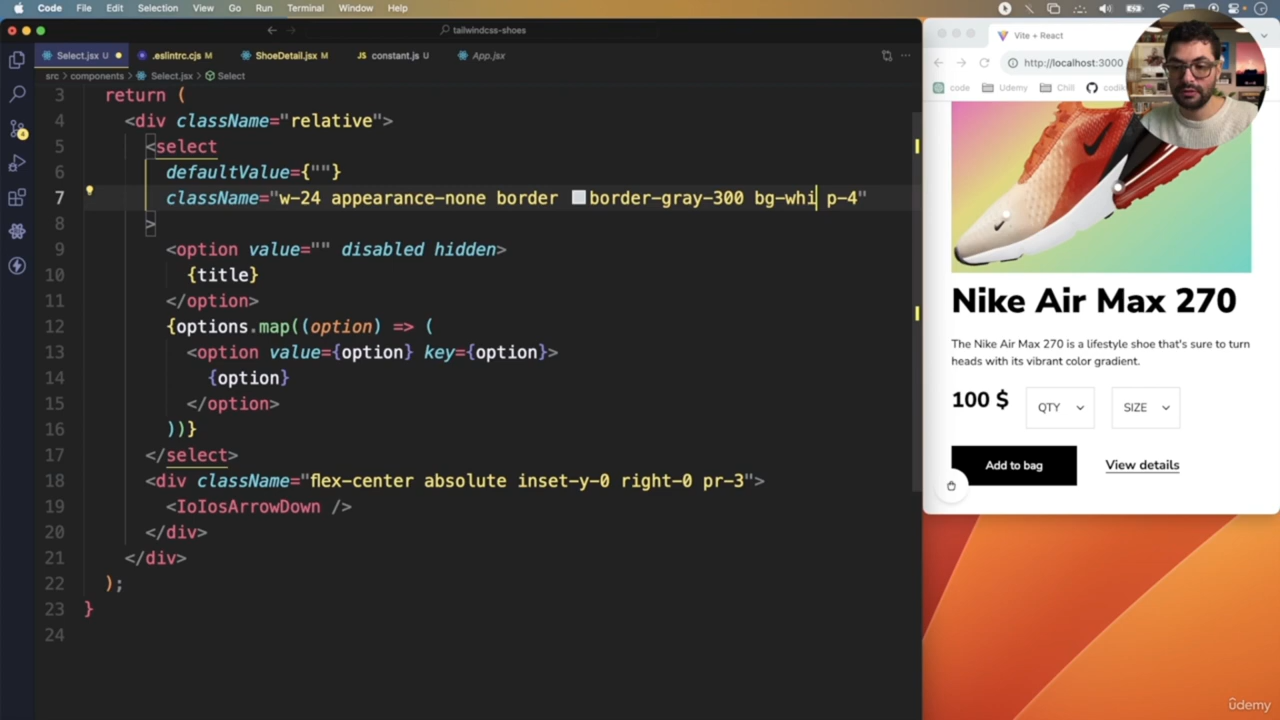 Code File Edit Selection View Go Run Terminal Window Help
tailwindcss-shoes
Select.jsx U .eslintrc.cjs M ShoeDetail.jsx M JS constant.js U App.jsx
src > components > Select.jsx > Select
3 return (
4 <div className="relative">
5 <select
6 defaultValue={""}
7 className="w-24 appearance-none border border-gray-300 bg-whi p-4"
8 >
9 <option value="" disabled hidden>
10 {title}
11 </option>
12 {options.map((option) => (
13 <option value={option} key={option}>
14 {option}
15 </option>
16 ))}
17 </select>
18 <div className="flex-center absolute inset-y-0 right-0 pr-3">
19 <IoIosArrowDown />
20 </div>
21 </div>
22 );
23 }
24
Vite + React
http://localhost:3000
code Udemy Chill
Nike Air Max 270
The Nike Air Max 270 is a lifestyle shoe that's sure to turn
heads with its vibrant color gradient.
100 $ QTY SIZE
Add to bag View details
ûdemy